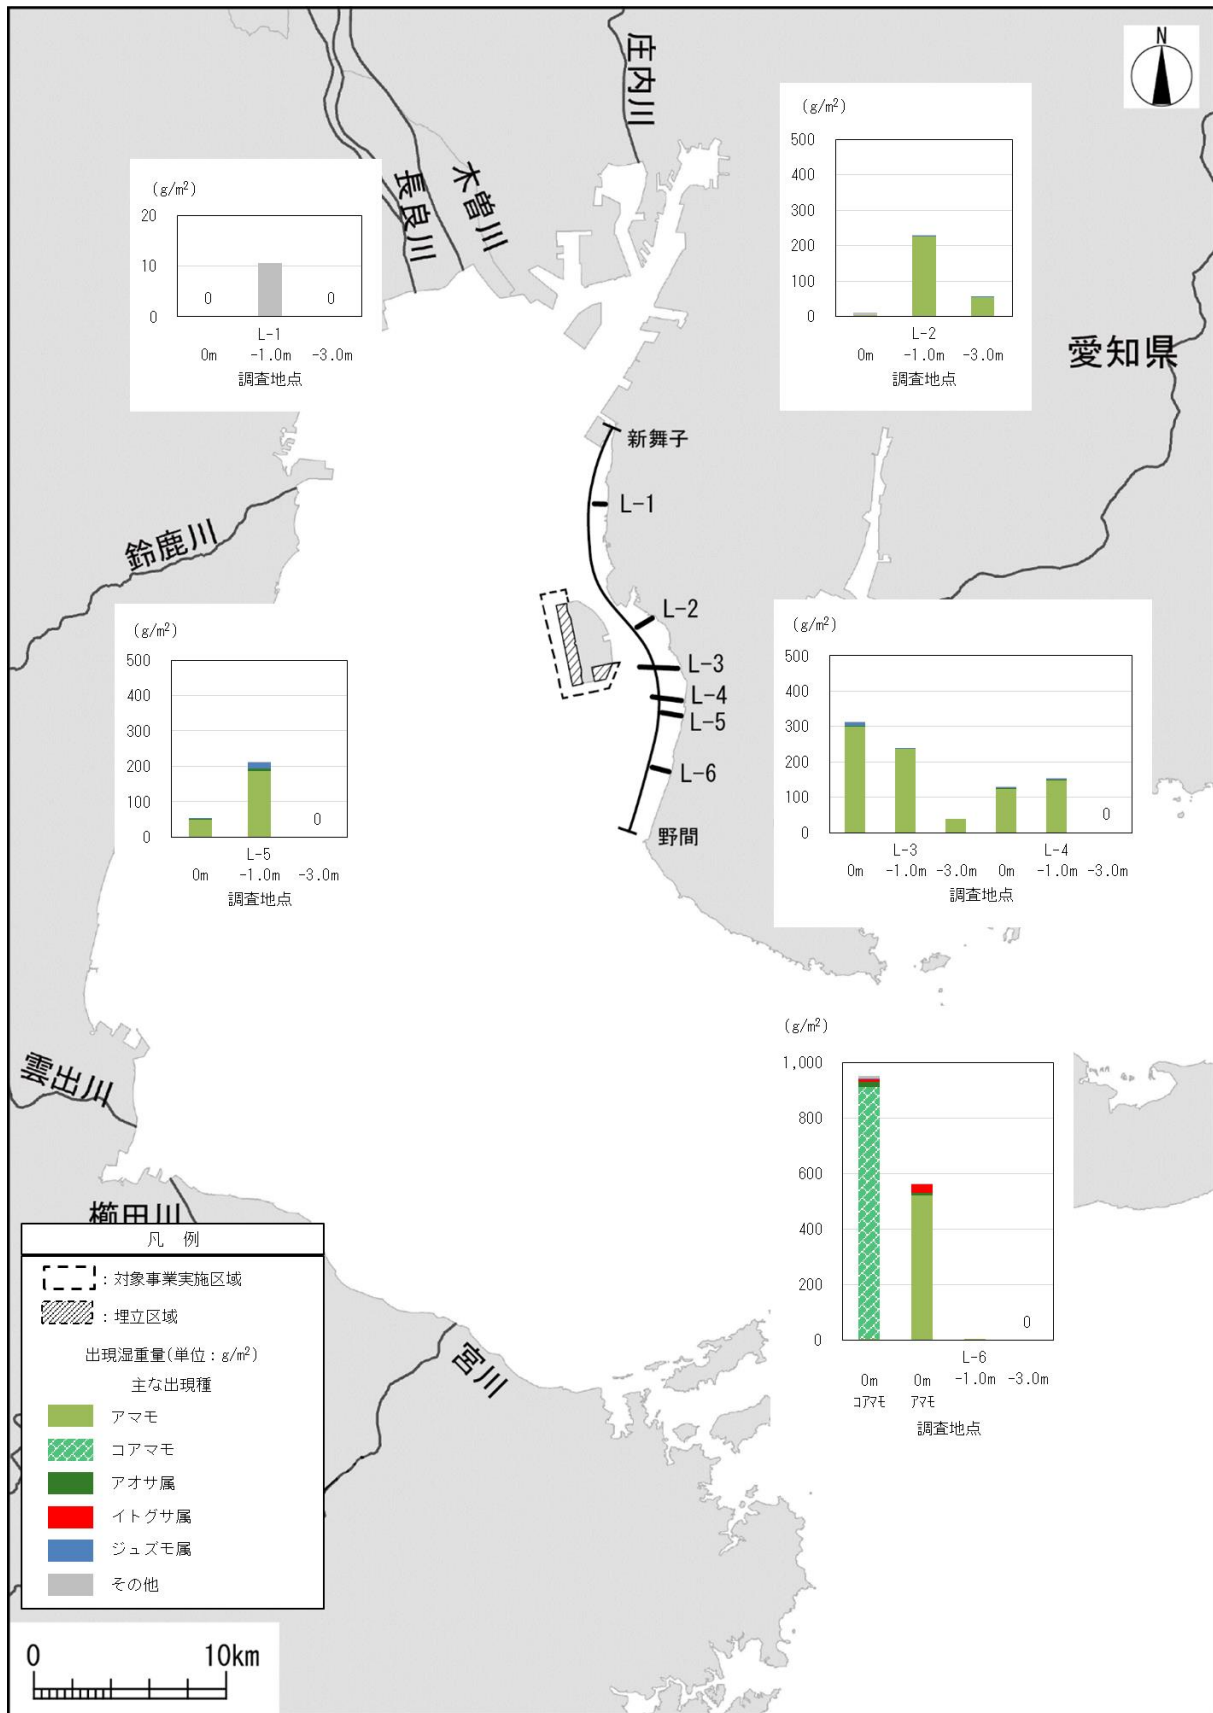 N
庄内川
木曽川
長良川
(g/m²)
20
10
0
0
0
L-1
0m
-1.0m
-3.0m
調査地点
(g/m²)
500
400
300
200
100
0
L-2
0m
-1.0m
-3.0m
調査地点
愛知県
新舞子
L-1
鈴鹿川
L-2
L-3
L-4
L-5
L-6
野間
(g/m²)
500
400
300
200
100
0
0
L-5
0m
-1.0m
-3.0m
調査地点
(g/m²)
500
400
300
200
100
0
0
L-3
L-4
0m
-1.0m
-3.0m
0m
-1.0m
-3.0m
調査地点
雲出川
櫛田川
宮川
(g/m²)
1,000
800
600
400
200
0
0
L-6
0m
0m
-1.0m
-3.0m
コアマモ
アマモ
調査地点
凡 例
：対象事業実施区域
：埋立区域
出現湿重量(単位：g/m²)
主な出現種
アマモ
コアマモ
アオサ属
イトグサ属
ジュズモ属
その他
0
10km